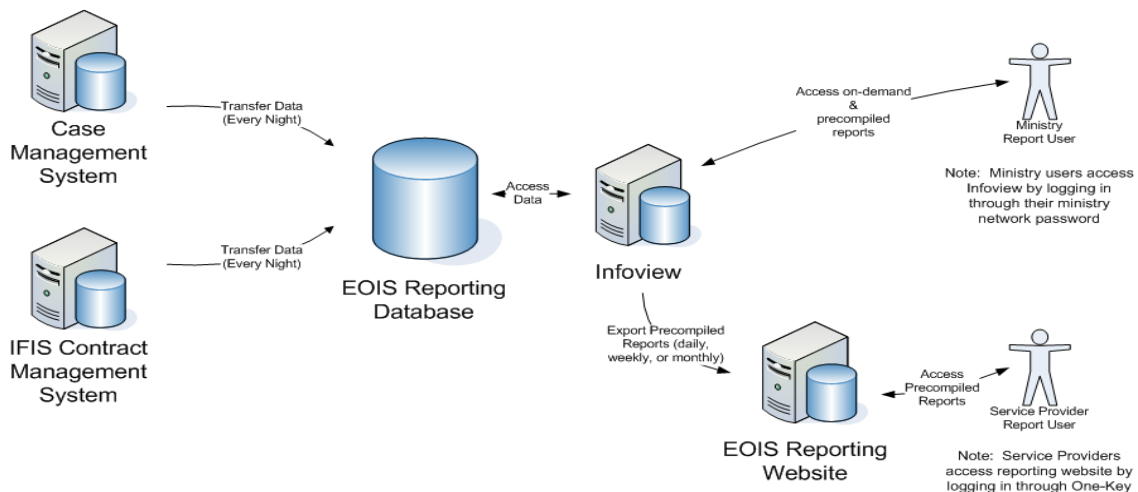 Case
Management
System
Transfer Data
(Every Night)
IFIS Contract
Management
System
Transfer Data
(Every Night)
EOIS Reporting
Database
Access
Data
Infoview
Access on-demand
&
precompiled
reports
Ministry
Report User
Note: Ministry users access
Infoview by logging in
through their ministry
network password
Export Precompiled
Reports (daily,
weekly, or monthly)
EOIS Reporting
Website
Access
Precompiled
Reports
Service Provider
Report User
Note: Service Providers
access reporting website by
logging in through One-Key